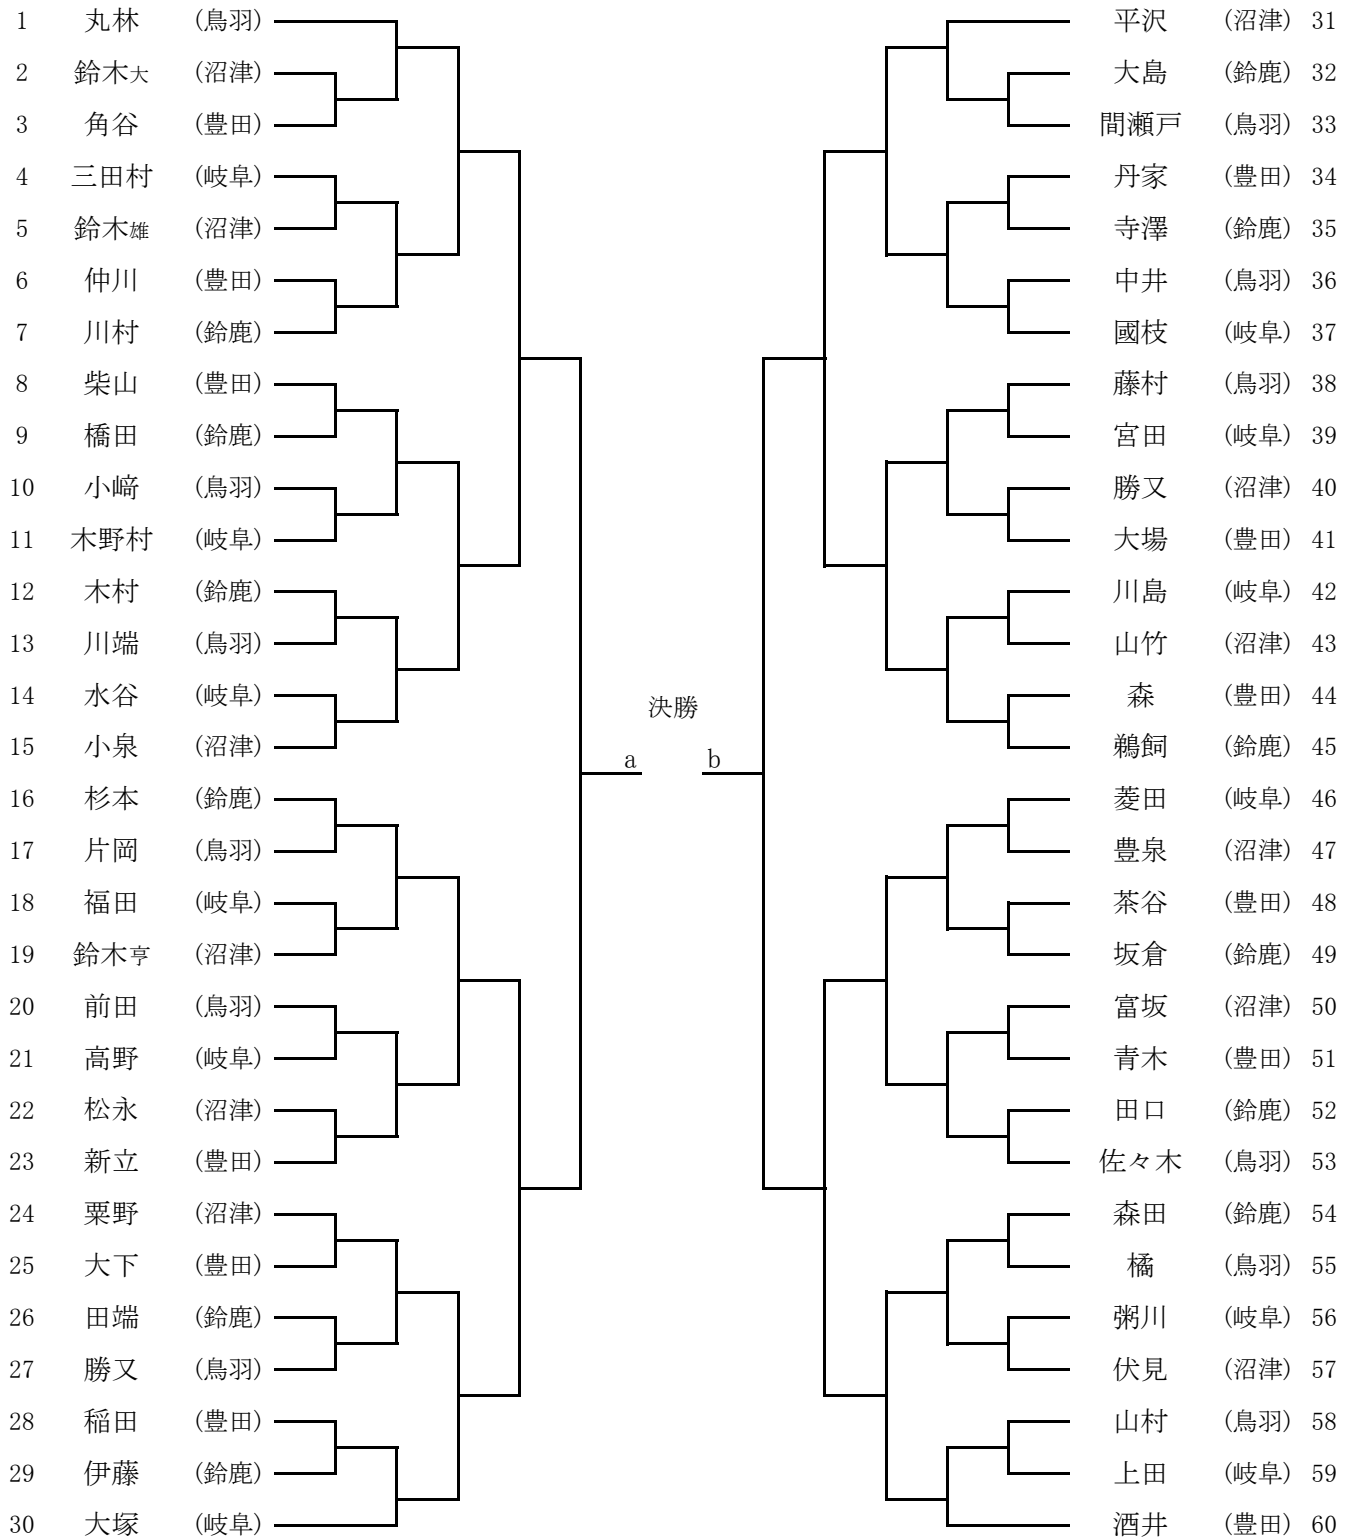 1 丸林 (鳥羽)
2 鈴木大 (沼津)
3 角谷 (豊田)
4 三田村 (岐阜)
5 鈴木雄 (沼津)
6 仲川 (豊田)
7 川村 (鈴鹿)
8 柴山 (豊田)
9 橋田 (鈴鹿)
10 小﨑 (鳥羽)
11 木野村 (岐阜)
12 木村 (鈴鹿)
13 川端 (鳥羽)
14 水谷 (岐阜)
15 小泉 (沼津)
16 杉本 (鈴鹿)
17 片岡 (鳥羽)
18 福田 (岐阜)
19 鈴木亨 (沼津)
20 前田 (鳥羽)
21 高野 (岐阜)
22 松永 (沼津)
23 新立 (豊田)
24 粟野 (沼津)
25 大下 (豊田)
26 田端 (鈴鹿)
27 勝又 (鳥羽)
28 稲田 (豊田)
29 伊藤 (鈴鹿)
30 大塚 (岐阜)
決勝
a b
平沢 (沼津) 31
大島 (鈴鹿) 32
間瀬戸 (鳥羽) 33
丹家 (豊田) 34
寺澤 (鈴鹿) 35
中井 (鳥羽) 36
國枝 (岐阜) 37
藤村 (鳥羽) 38
宮田 (岐阜) 39
勝又 (沼津) 40
大場 (豊田) 41
川島 (岐阜) 42
山竹 (沼津) 43
森 (豊田) 44
鵜飼 (鈴鹿) 45
菱田 (岐阜) 46
豊泉 (沼津) 47
茶谷 (豊田) 48
坂倉 (鈴鹿) 49
富坂 (沼津) 50
青木 (豊田) 51
田口 (鈴鹿) 52
佐々木 (鳥羽) 53
森田 (鈴鹿) 54
橘 (鳥羽) 55
粥川 (岐阜) 56
伏見 (沼津) 57
山村 (鳥羽) 58
上田 (岐阜) 59
酒井 (豊田) 60